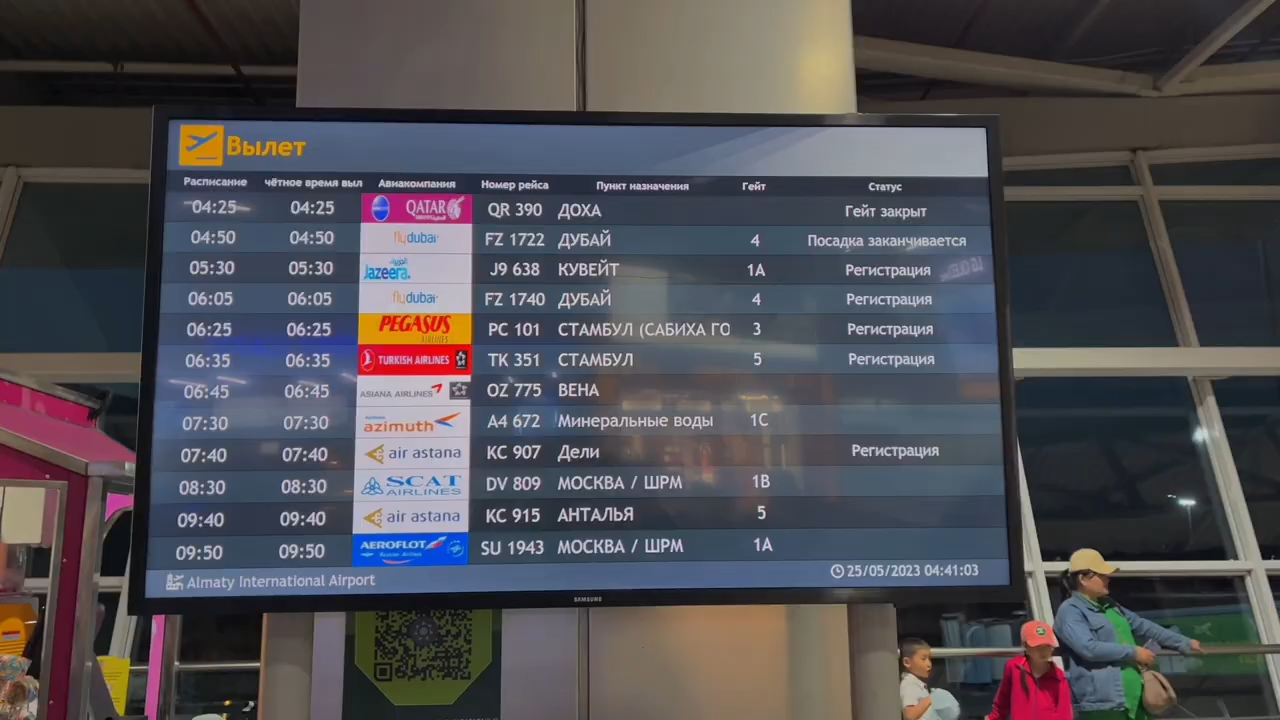 Вылет
Расписание чётное время выл Авиакомпания Номер рейса Пункт назначения Гейт Статус
04:25 04:25 QATAR QR 390 ДОХА Гейт закрыт
04:50 04:50 flydubai FZ 1722 ДУБАЙ 4 Посадка заканчивается
05:30 05:30 Jazeera. J9 638 КУВЕЙТ 1A Регистрация
06:05 06:05 flydubai FZ 1740 ДУБАЙ 4 Регистрация
06:25 06:25 PEGASUS AIRLINES PC 101 СТАМБУЛ (САБИХА ГО 3 Регистрация
06:35 06:35 TURKISH AIRLINES TK 351 СТАМБУЛ 5 Регистрация
06:45 06:45 ASIANA AIRLINES OZ 775 ВЕНА
07:30 07:30 azimuth A4 672 Минеральные воды 1C
07:40 07:40 air astana KC 907 Дели Регистрация
08:30 08:30 SCAT AIRLINES DV 809 МОСКВА / ШРМ 1B
09:40 09:40 air astana KC 915 АНТАЛЬЯ 5
09:50 09:50 AEROFLOT Russian Airlines SU 1943 МОСКВА / ШРМ 1A
Almaty International Airport 25/05/2023 04:41:03
SAMSUNG